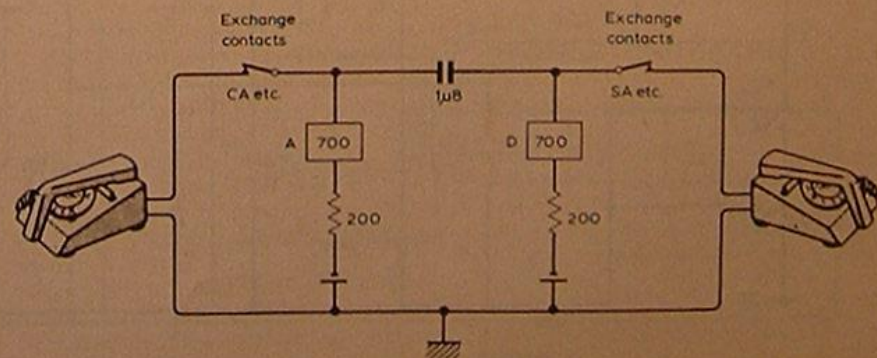 Exchange
contacts
Exchange
contacts
CA etc.
1μB
SA etc.
A
700
D
700
200
200